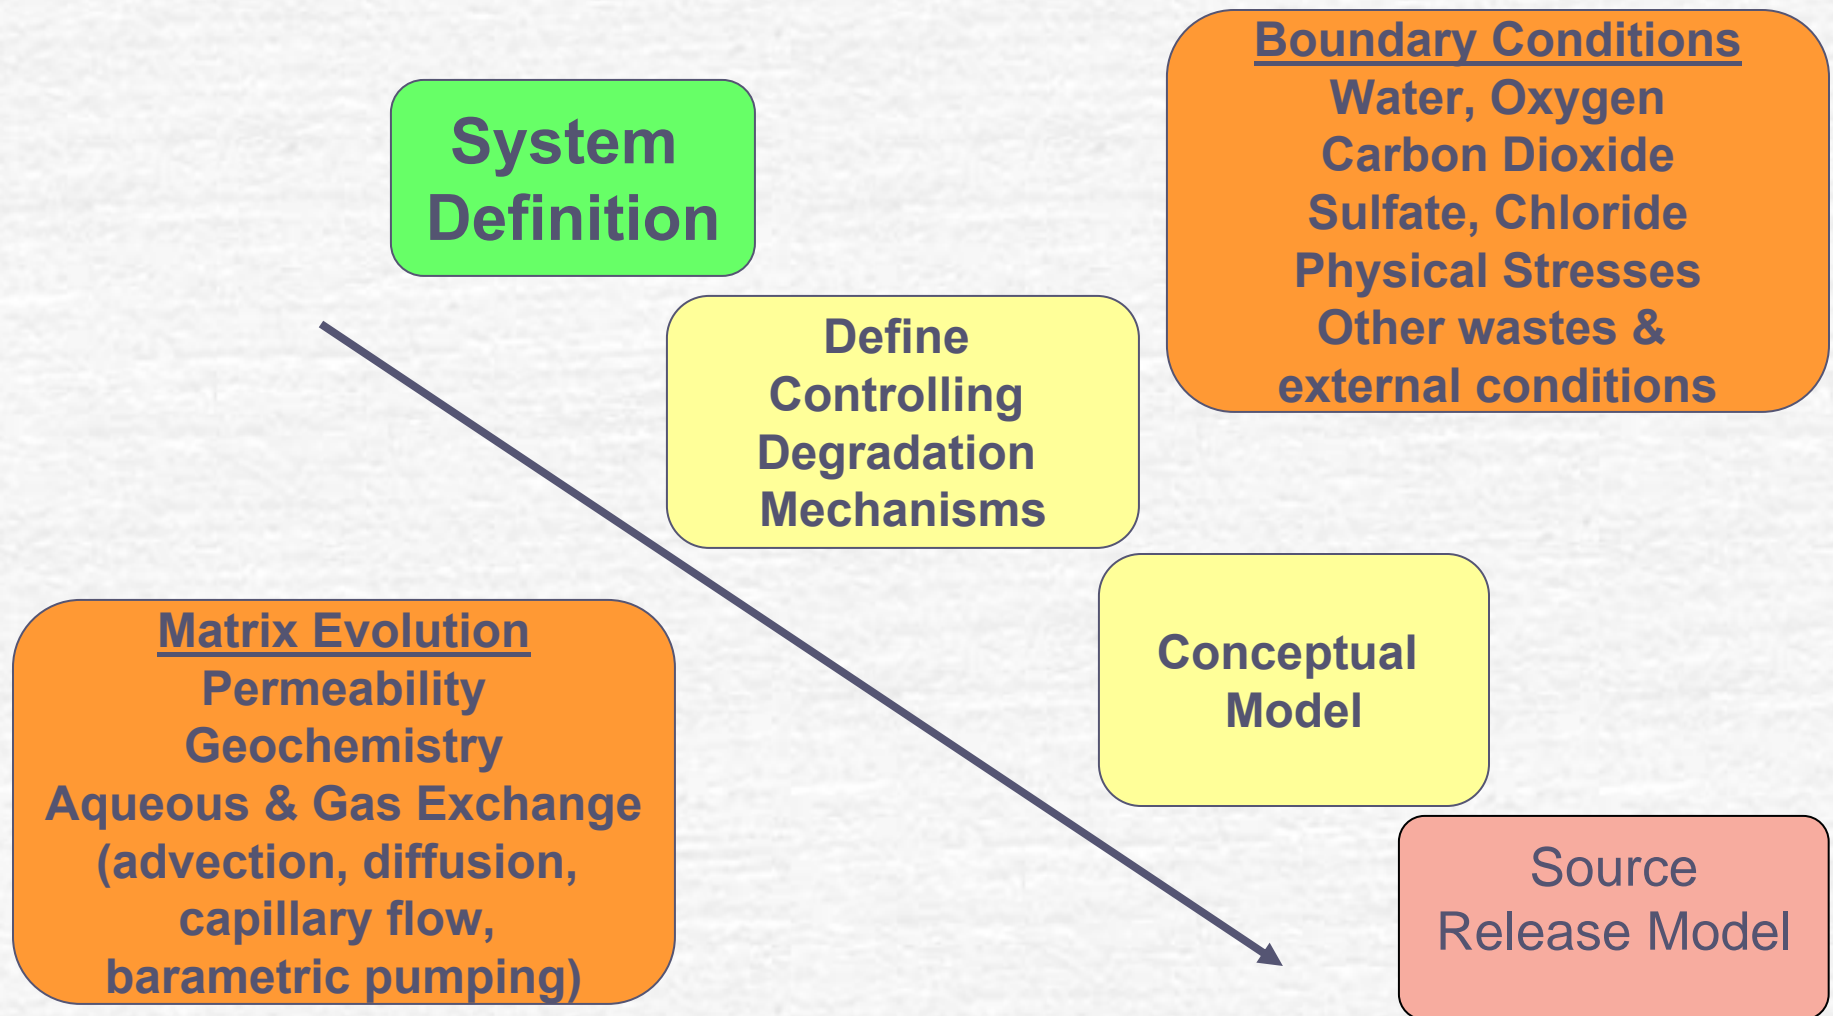 System
Definition
Boundary Conditions
Water, Oxygen
Carbon Dioxide
Sulfate, Chloride
Physical Stresses
Other wastes &
external conditions
Define
Controlling
Degradation
Mechanisms
Conceptual
Model
Matrix Evolution
Permeability
Geochemistry
Aqueous & Gas Exchange
(advection, diffusion,
capillary flow,
barametric pumping)
Source
Release Model